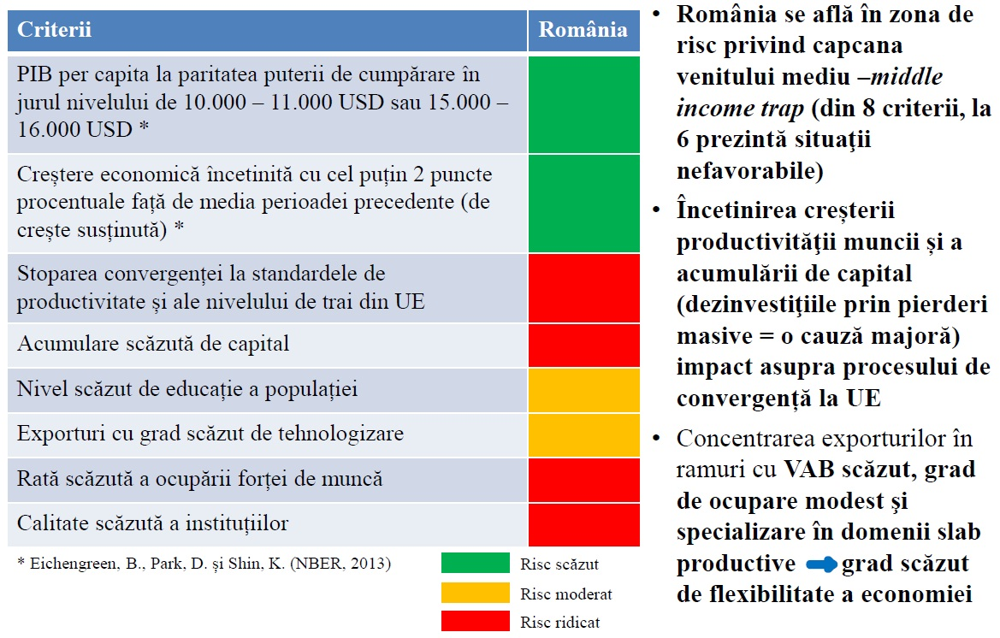 Criterii
România
PIB per capita la paritatea puterii de cumpărare în
jurul nivelului de 10.000 – 11.000 USD sau 15.000 –
16.000 USD *
Creștere economică încetinită cu cel puțin 2 puncte
procentuale față de media perioadei precedente (de
crește susținută) *
Stoparea convergenței la standardele de
productivitate și ale nivelului de trai din UE
Acumulare scăzută de capital
Nivel scăzut de educație a populației
Exporturi cu grad scăzut de tehnologizare
Rată scăzută a ocupării forței de muncă
Calitate scăzută a instituțiilor
* Eichengreen, B., Park, D. și Shin, K. (NBER, 2013)
Risc scăzut
Risc moderat
Risc ridicat
• România se află în zona de
risc privind capcana
venitului mediu –middle
income trap (din 8 criterii, la
6 prezintă situaţii
nefavorabile)
• Încetinirea creșterii
productivităţii muncii și a
acumulării de capital
(dezinvestiţiile prin pierderi
masive = o cauză majoră)
impact asupra procesului de
convergență la UE
• Concentrarea exporturilor în
ramuri cu VAB scăzut, grad
de ocupare modest şi
specializare în domenii slab
productive grad scăzut
de flexibilitate a economiei